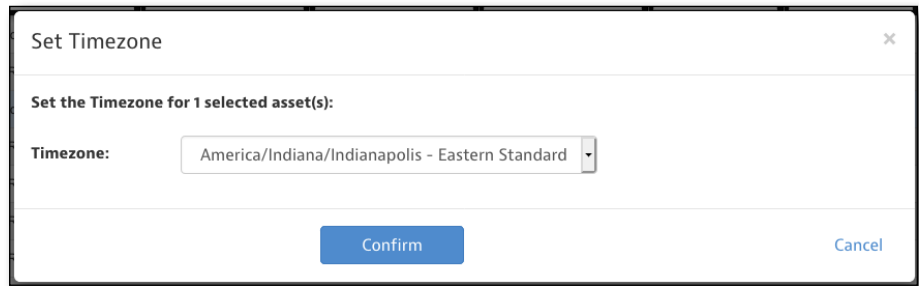 Set Timezone
×
Set the Timezone for 1 selected asset(s):
Timezone: America/Indiana/Indianapolis - Eastern Standard
Confirm Cancel